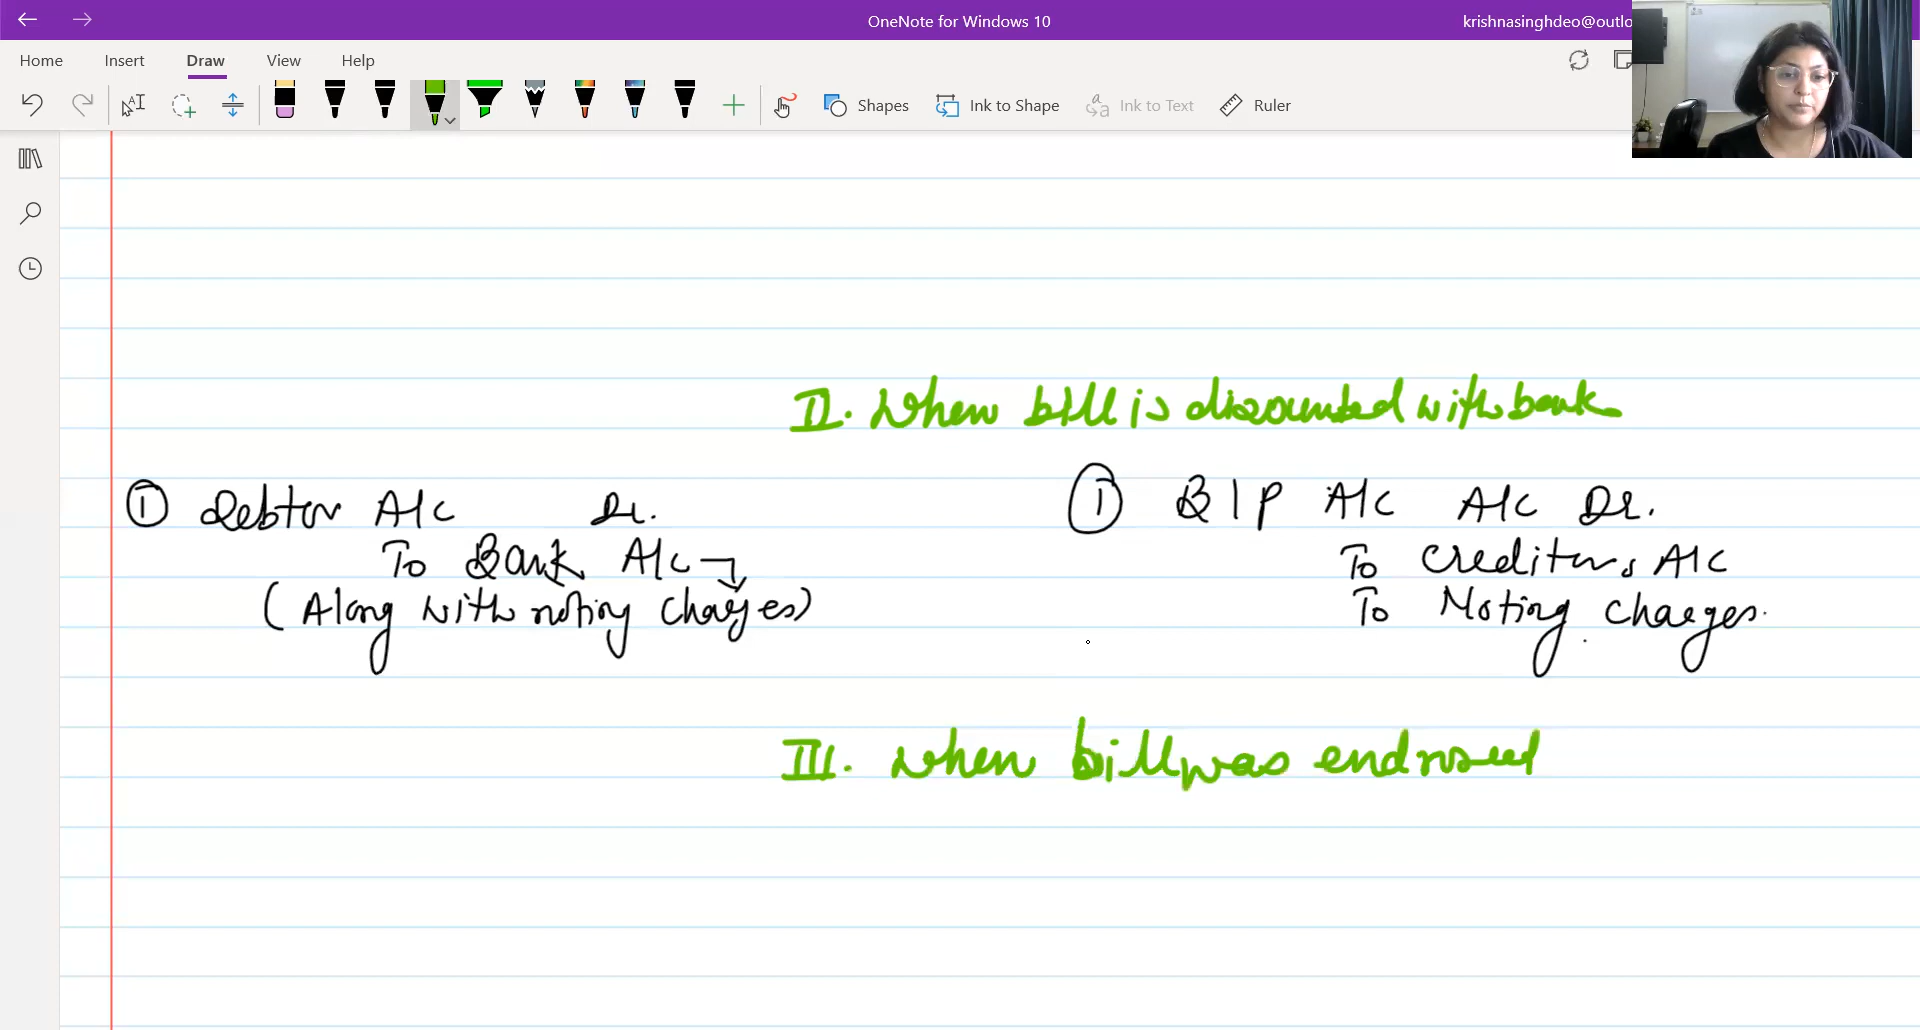 OneNote for Windows 10
krishnasinghdeo@outlo
Home Insert Draw View Help
Shapes Ink to Shape Ink to Text Ruler
II. When bill is discounted with bank
① Debtor A/c Dr.
To Bank A/c
(Along with noting charges)
① B/P A/c A/c Dr.
To Creditors A/c
To Noting charges.
III. When bill was endrosed